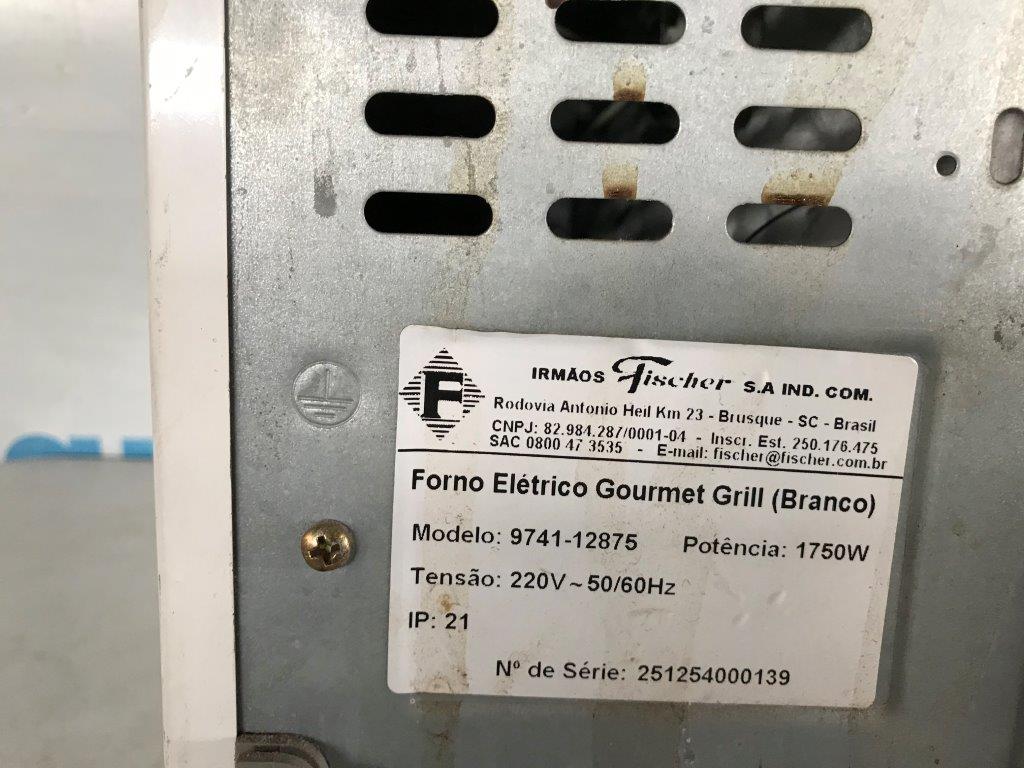 F
IRMÃOS Fischer S.A IND. COM.
Rodovia Antonio Heil Km 23 - Brusque - SC - Brasil
CNPJ: 82.984.287/0001-04 - Inscr. Est. 250.176.475
SAC 0800 47 3535 - E-mail: fischer@fischer.com.br
Forno Elétrico Gourmet Grill (Branco)
Modelo: 9741-12875 Potência: 1750W
Tensão: 220V ~ 50/60Hz
IP: 21
Nº de Série: 251254000139